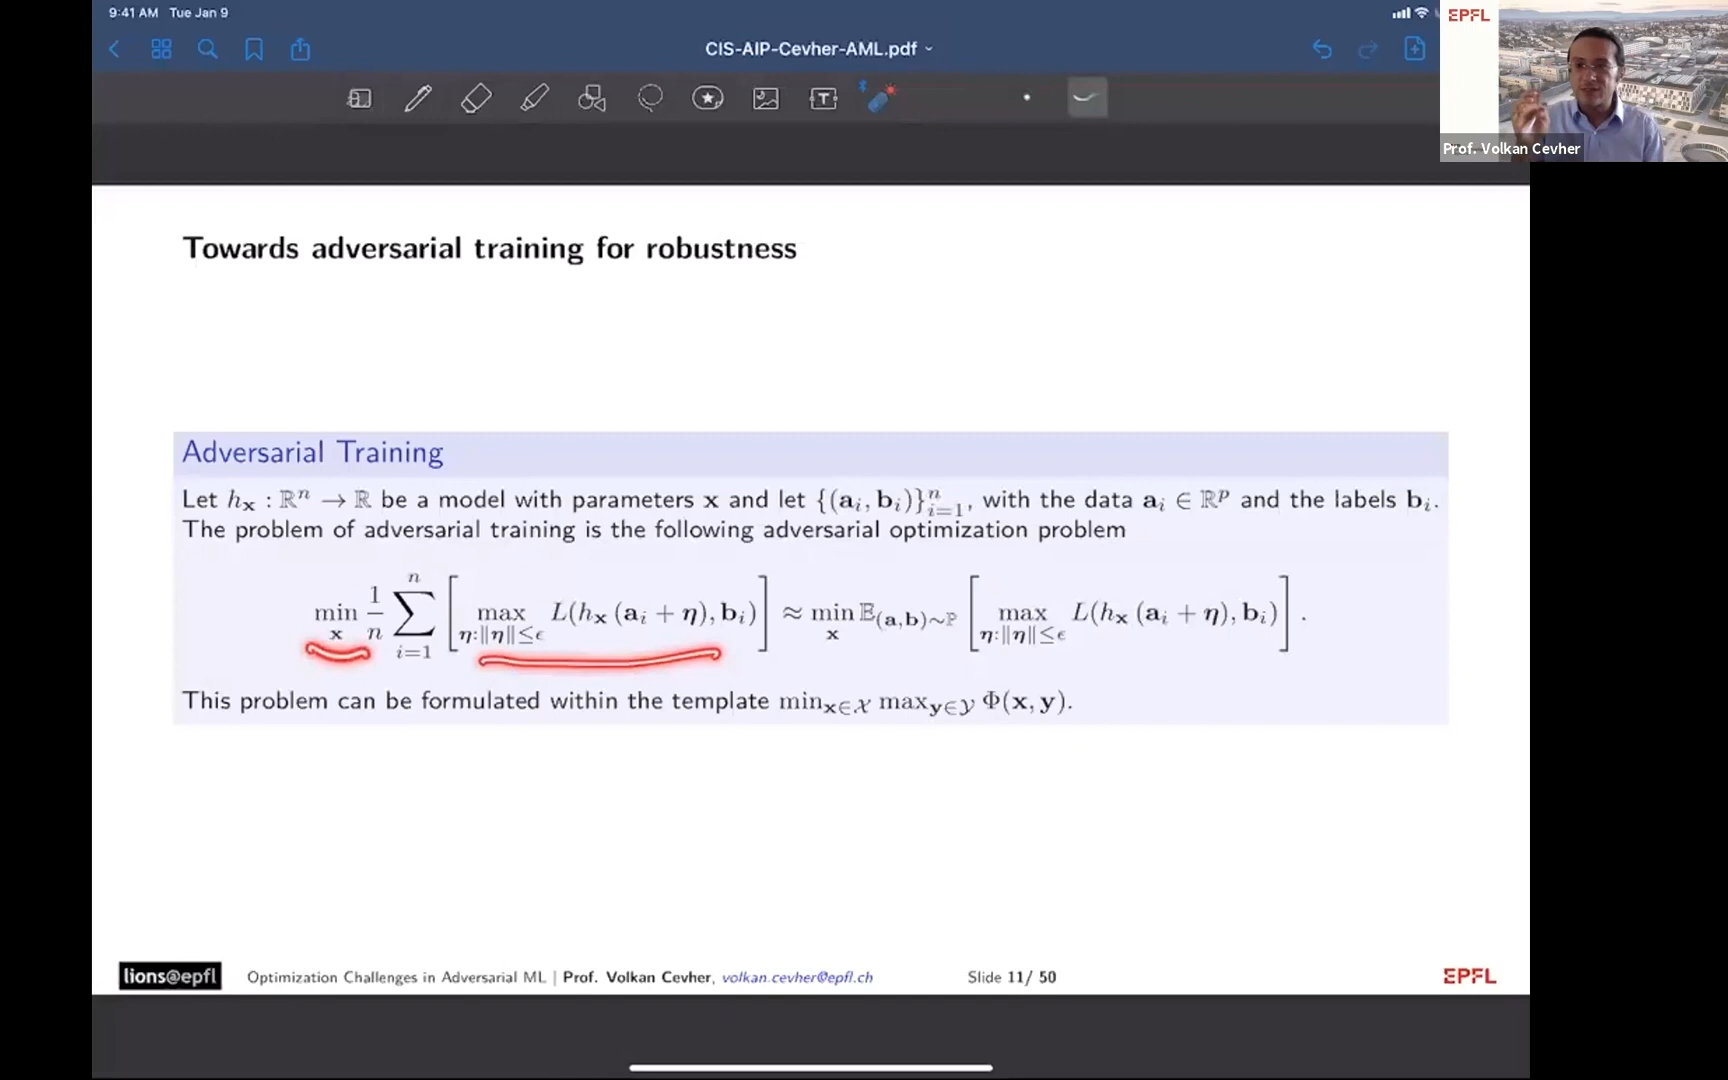 9:41 AM Tue Jan 9
CIS-AIP-Cevher-AML.pdf
EPFL
Prof. Volkan Cevher
Towards adversarial training for robustness
Adversarial Training
Let h_𝐱 : ℝⁿ → ℝ be a model with parameters 𝐱 and let {(𝐚_i, 𝐛_i)}_{i=1}^n, with the data 𝐚_i ∈ ℝ^p and the labels 𝐛_i.
The problem of adversarial training is the following adversarial optimization problem
min_𝐱 1/n ∑_{i=1}^n [ max_{𝛈:‖𝛈‖≤ϵ} L(h_𝐱 (𝐚_i + 𝛈), 𝐛_i) ] ≈ min_𝐱 𝔼_{(𝐚,𝐛)∼ℙ} [ max_{𝛈:‖𝛈‖≤ϵ} L(h_𝐱 (𝐚_i + 𝛈), 𝐛_i) ] .
This problem can be formulated within the template min_{𝐱∈𝒳} max_{𝐲∈𝒴} Φ(𝐱, 𝐲).
lions@epfl Optimization Challenges in Adversarial ML | Prof. Volkan Cevher, volkan.cevher@epfl.ch Slide 11/ 50 EPFL